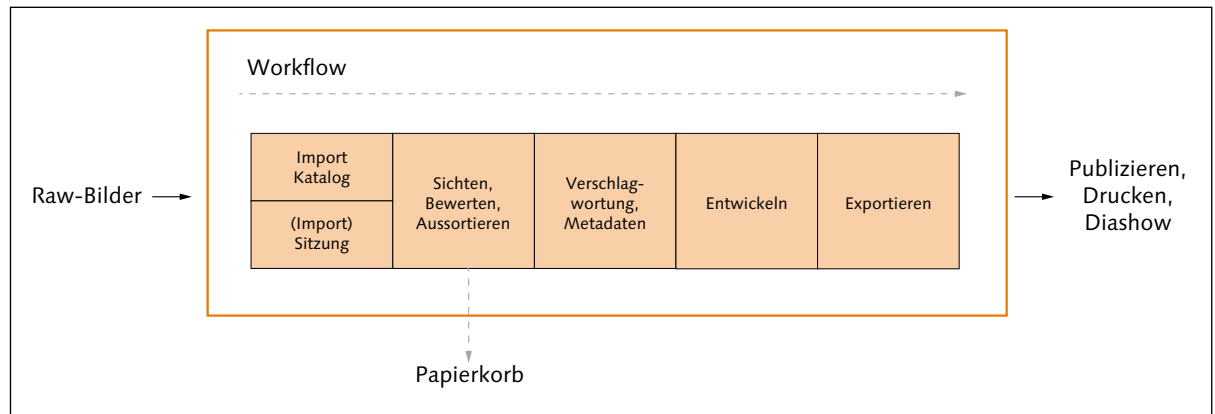 Workflow
Raw-Bilder
Import
Katalog
(Import)
Sitzung
Sichten,
Bewerten,
Aussortieren
Verschlag-
wortung,
Metadaten
Entwickeln
Exportieren
Publizieren,
Drucken,
Diashow
Papierkorb